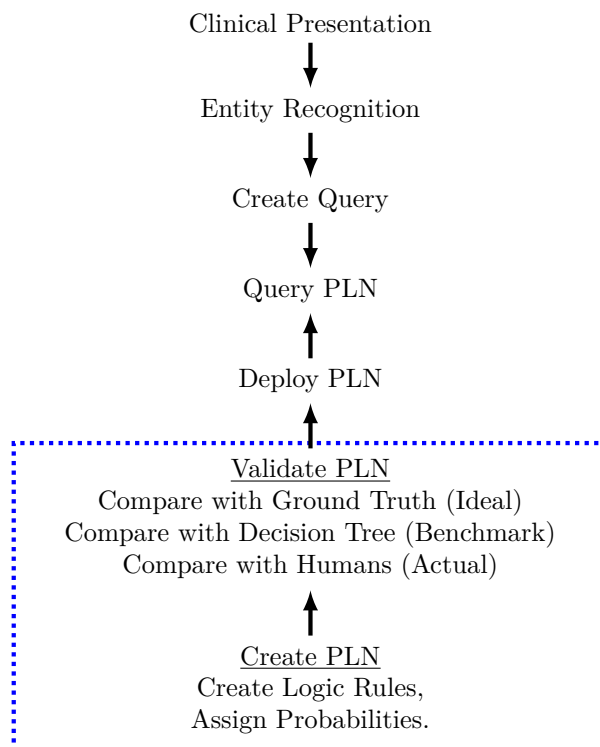 Clinical Presentation
Entity Recognition
Create Query
Query PLN
Deploy PLN
Validate PLN
Compare with Ground Truth (Ideal)
Compare with Decision Tree (Benchmark)
Compare with Humans (Actual)
Create PLN
Create Logic Rules,
Assign Probabilities.